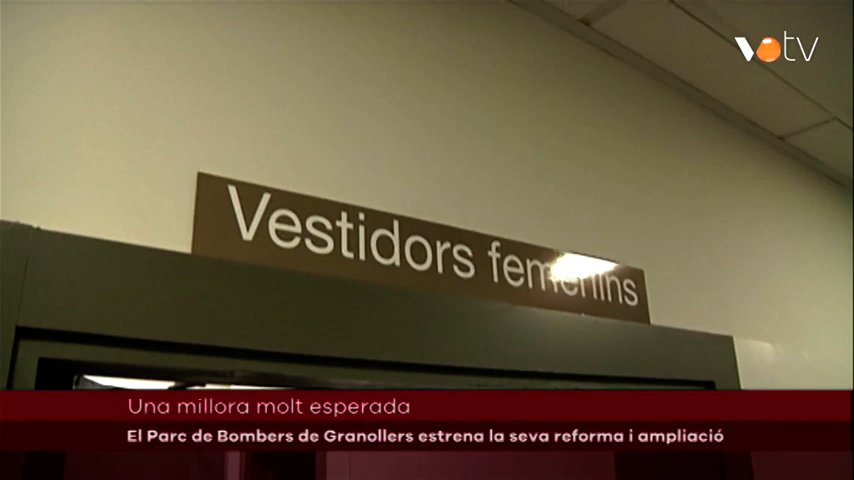 votv
Vestidors femenins
Una millora molt esperada
El Parc de Bombers de Granollers estrena la seva reforma i ampliació